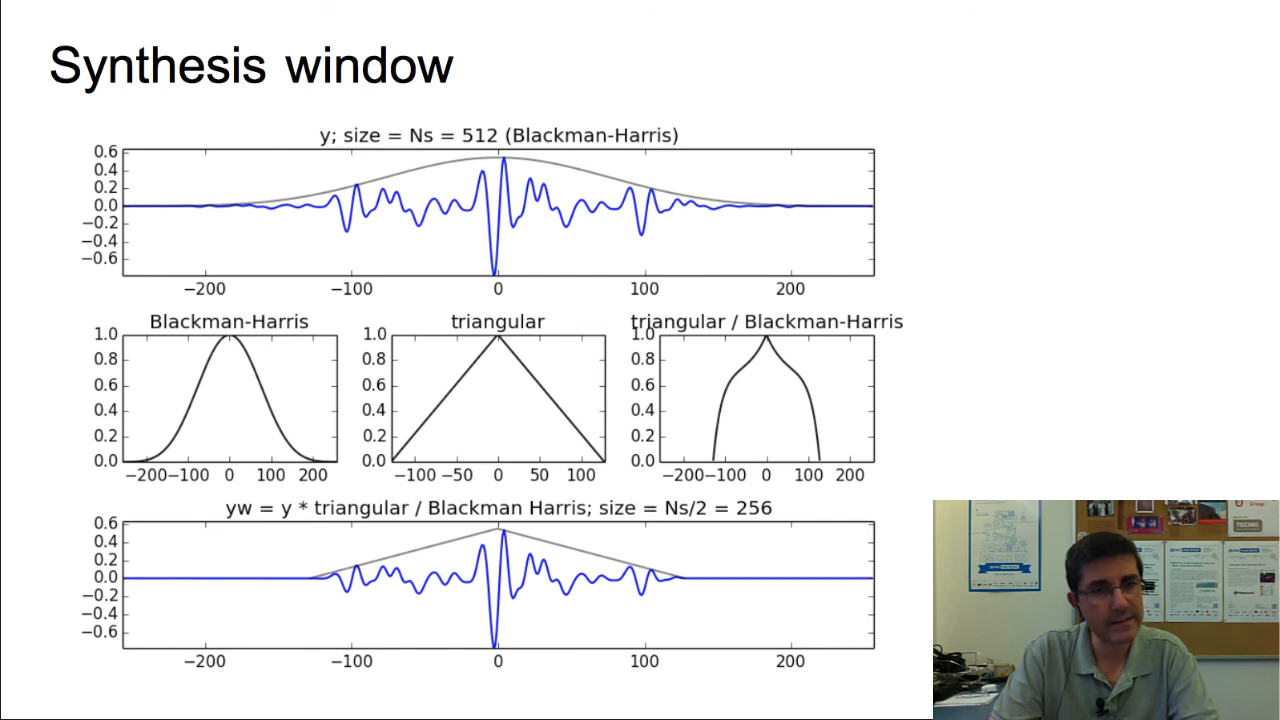 Synthesis window
y; size = Ns = 512 (Blackman-Harris)
0.6
0.4
0.2
0.0
−0.2
−0.4
−0.6
−200 −100 0 100 200
Blackman-Harris
1.0
0.8
0.6
0.4
0.2
0.0
−200 −100 0 100 200
triangular
1.0
0.8
0.6
0.4
0.2
0.0
−100 −50 0 50 100
triangular / Blackman-Harris
1.0
0.8
0.6
0.4
0.2
0.0
−200 −100 0 100 200
yw = y * triangular / Blackman Harris; size = Ns/2 = 256
0.6
0.4
0.2
0.0
−0.2
−0.4
−0.6
−200 −100 0 100 200
Group
TECNIO